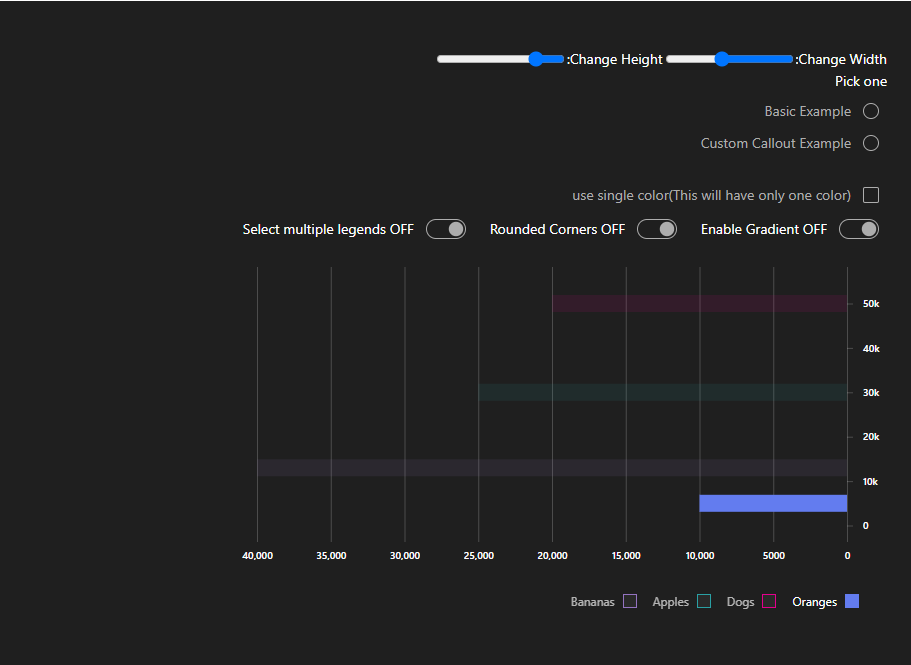 :Change Height :Change Width
Pick one
Basic Example
Custom Callout Example
use single color(This will have only one color)
Select multiple legends OFF Rounded Corners OFF Enable Gradient OFF
50k
40k
30k
20k
10k
0
40,000 35,000 30,000 25,000 20,000 15,000 10,000 5000 0
Bananas Apples Dogs Oranges